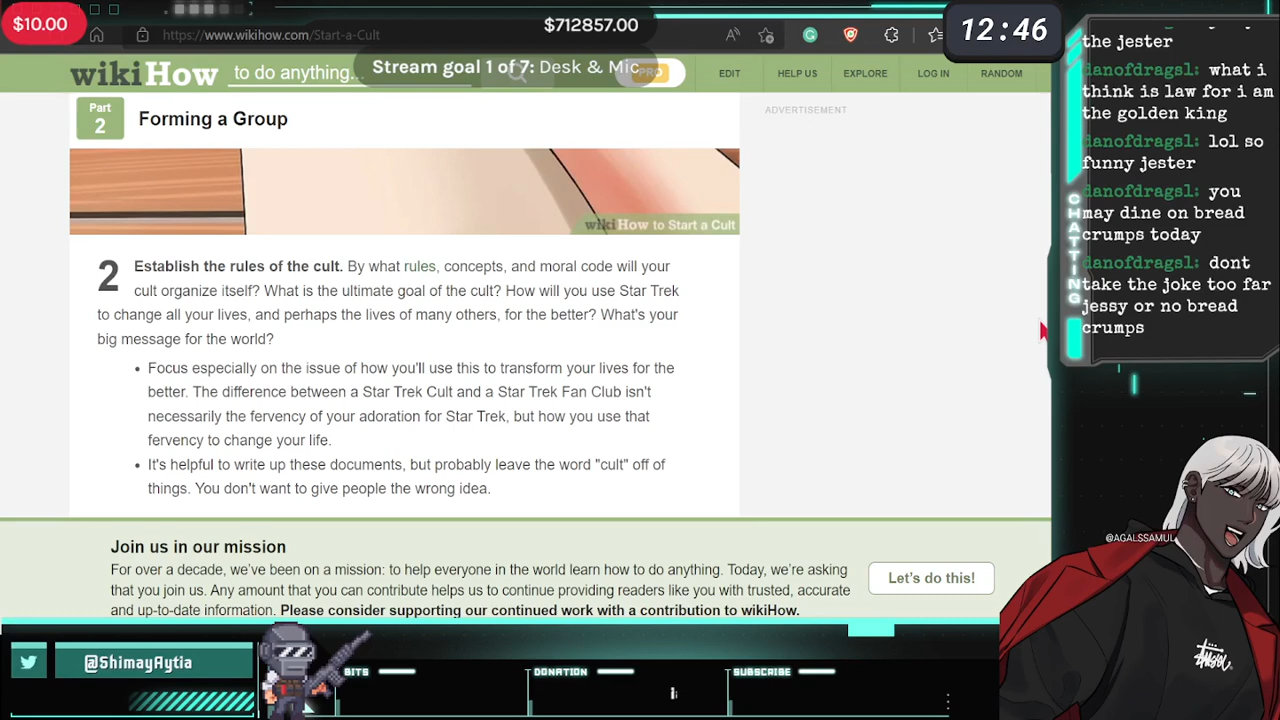 $10.00
$712857.00
12:46
https://www.wikihow.com/Start-a-Cult
wikiHow to do anything...
Stream goal 1 of 7: Desk & Mic
PRO
EDIT HELP US EXPLORE LOG IN RANDOM
Part
2
Forming a Group
ADVERTISEMENT
wikiHow to Start a Cult
2 Establish the rules of the cult. By what rules, concepts, and moral code will your
cult organize itself? What is the ultimate goal of the cult? How will you use Star Trek
to change all your lives, and perhaps the lives of many others, for the better? What's your
big message for the world?
• Focus especially on the issue of how you'll use this to transform your lives for the
better. The difference between a Star Trek Cult and a Star Trek Fan Club isn't
necessarily the fervency of your adoration for Star Trek, but how you use that
fervency to change your life.
• It's helpful to write up these documents, but probably leave the word "cult" off of
things. You don't want to give people the wrong idea.
Join us in our mission
For over a decade, we've been on a mission: to help everyone in the world learn how to do anything. Today, we're asking
that you join us. Any amount that you can contribute helps us to continue providing readers like you with trusted, accurate
and up-to-date information. Please consider supporting our continued work with a contribution to wikiHow.
Let's do this!
the jester
danofdragsl: what i
think is law for i am
the golden king
danofdragsl: lol so
funny jester
danofdragsl: you
may dine on bread
crumps today
danofdragsl: dont
take the joke too far
jessy or no bread
crumps
CHATTING
@AGALSSAMUL
@ShimayAytia
BITS
DONATION
SUBSCRIBE